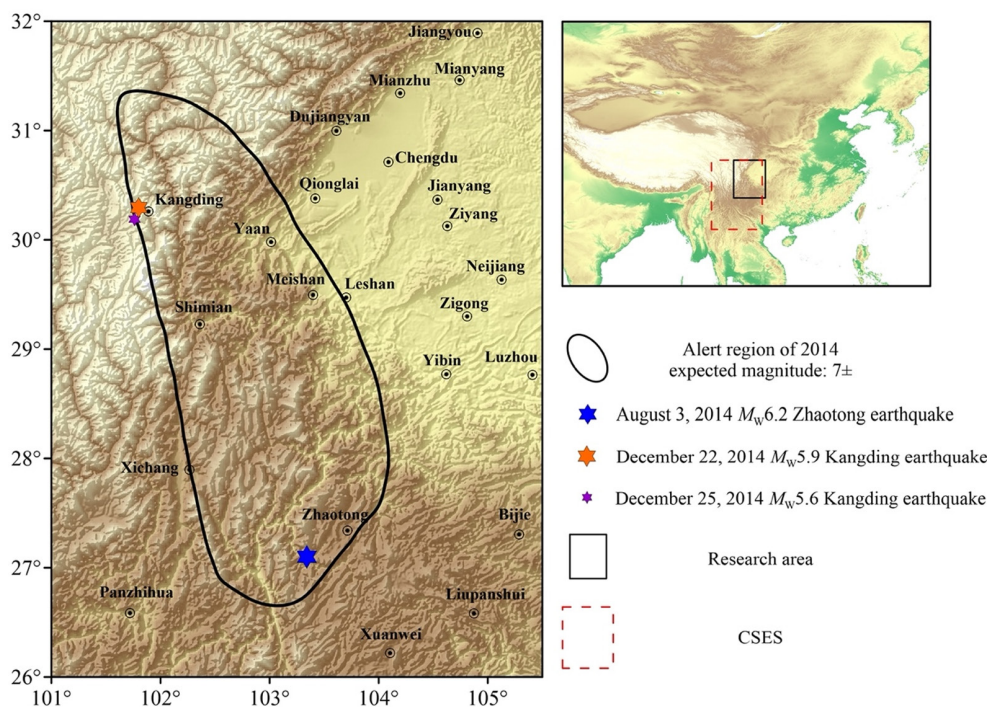 32°
31°
30°
29°
28°
27°
26°
101°
102°
103°
104°
105°
Jiangyou
Mianyang
Mianzhu
Dujiangyan
Chengdu
Qionglai
Jianyang
Kangding
Ziyang
Yaan
Neijiang
Meishan
Leshan
Shimian
Zigong
Yibin
Luzhou
Xichang
Zhaotong
Bijie
Panzhihua
Liupanshui
Xuanwei
Alert region of 2014
expected magnitude: 7±
August 3, 2014 MW6.2 Zhaotong earthquake
December 22, 2014 MW5.9 Kangding earthquake
December 25, 2014 MW5.6 Kangding earthquake
Research area
CSES